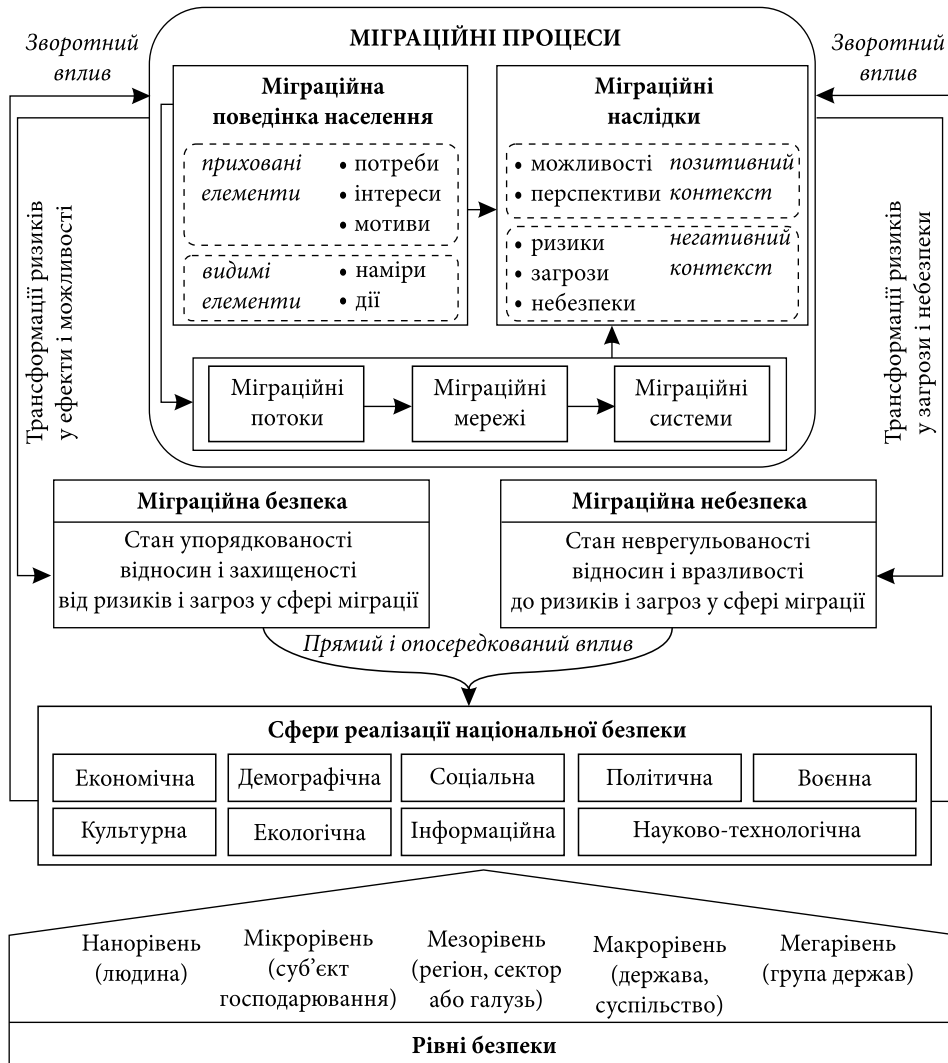 МІГРАЦІЙНІ ПРОЦЕСИ
Зворотний
вплив
Зворотний
вплив
Міграційна
поведінка населення
приховані
елементи
• потреби
• інтереси
• мотиви
видимі
елементи
• наміри
• дії
Міграційні
наслідки
• можливості
• перспективи
позитивний
контекст
• ризики
• загрози
• небезпеки
негативний
контекст
Міграційні
потоки
Міграційні
мережі
Міграційні
системи
Трансформації ризиків
у ефекти і можливості
Трансформації ризиків
у загрози і небезпеки
Міграційна безпека
Стан упорядкованості
відносин і захищеності
від ризиків і загроз у сфері міграції
Міграційна небезпека
Стан неврегульованості
відносин і вразливості
до ризиків і загроз у сфері міграції
Прямий і опосередкований вплив
Сфери реалізації національної безпеки
Економічна
Демографічна
Соціальна
Політична
Воєнна
Культурна
Екологічна
Інформаційна
Науково-технологічна
Нанорівень
(людина)
Мікрорівень
(суб’єкт
господарювання)
Мезорівень
(регіон, сектор
або галузь)
Макрорівень
(держава,
суспільство)
Мегарівень
(група держав)
Рівні безпеки